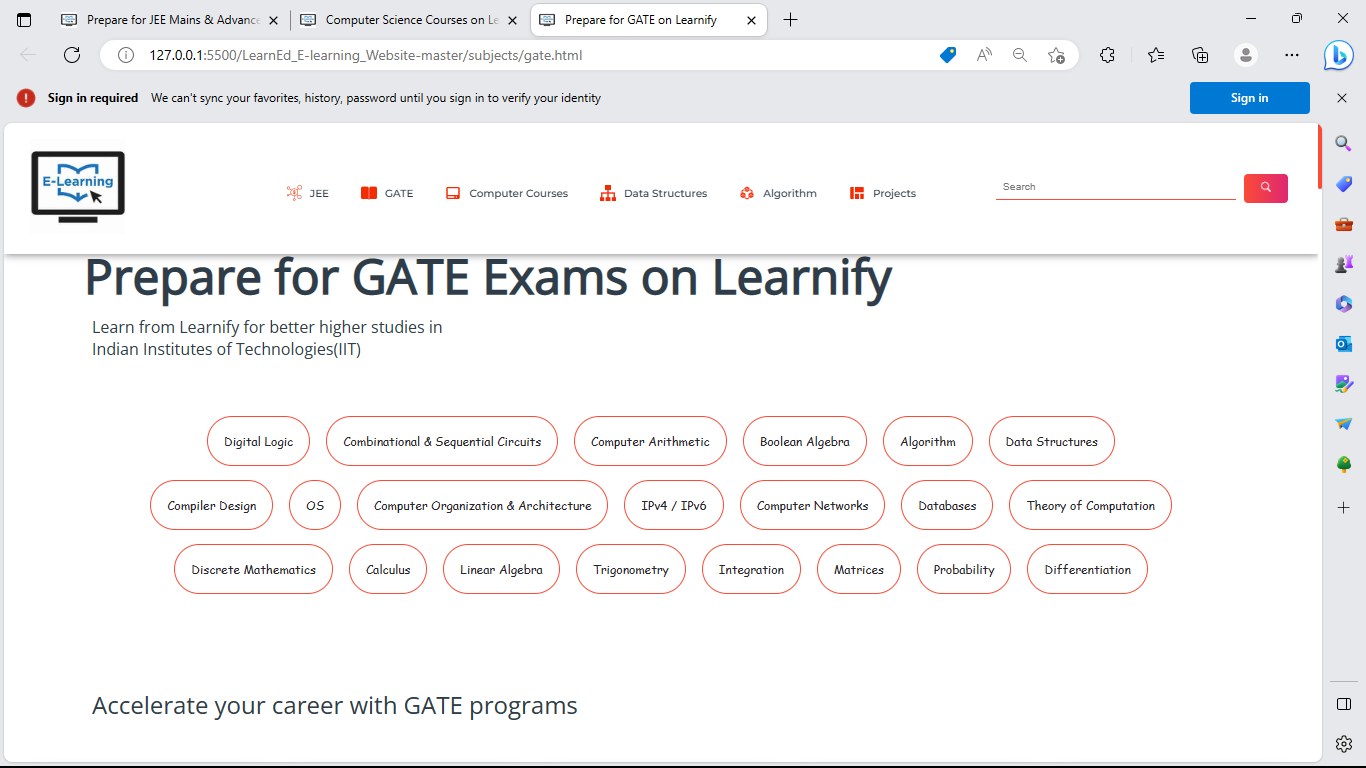 Prepare for JEE Mains & Advance
Computer Science Courses on Le
Prepare for GATE on Learnify
127.0.0.1:5500/LearnEd_E-learning_Website-master/subjects/gate.html
Sign in required We can't sync your favorites, history, password until you sign in to verify your identity
Sign in
E-Learning
JEE
GATE
Computer Courses
Data Structures
Algorithm
Projects
Search
Prepare for GATE Exams on Learnify
Learn from Learnify for better higher studies in
Indian Institutes of Technologies(IIT)
Digital Logic
Combinational & Sequential Circuits
Computer Arithmetic
Boolean Algebra
Algorithm
Data Structures
Compiler Design
OS
Computer Organization & Architecture
IPv4 / IPv6
Computer Networks
Databases
Theory of Computation
Discrete Mathematics
Calculus
Linear Algebra
Trigonometry
Integration
Matrices
Probability
Differentiation
Accelerate your career with GATE programs